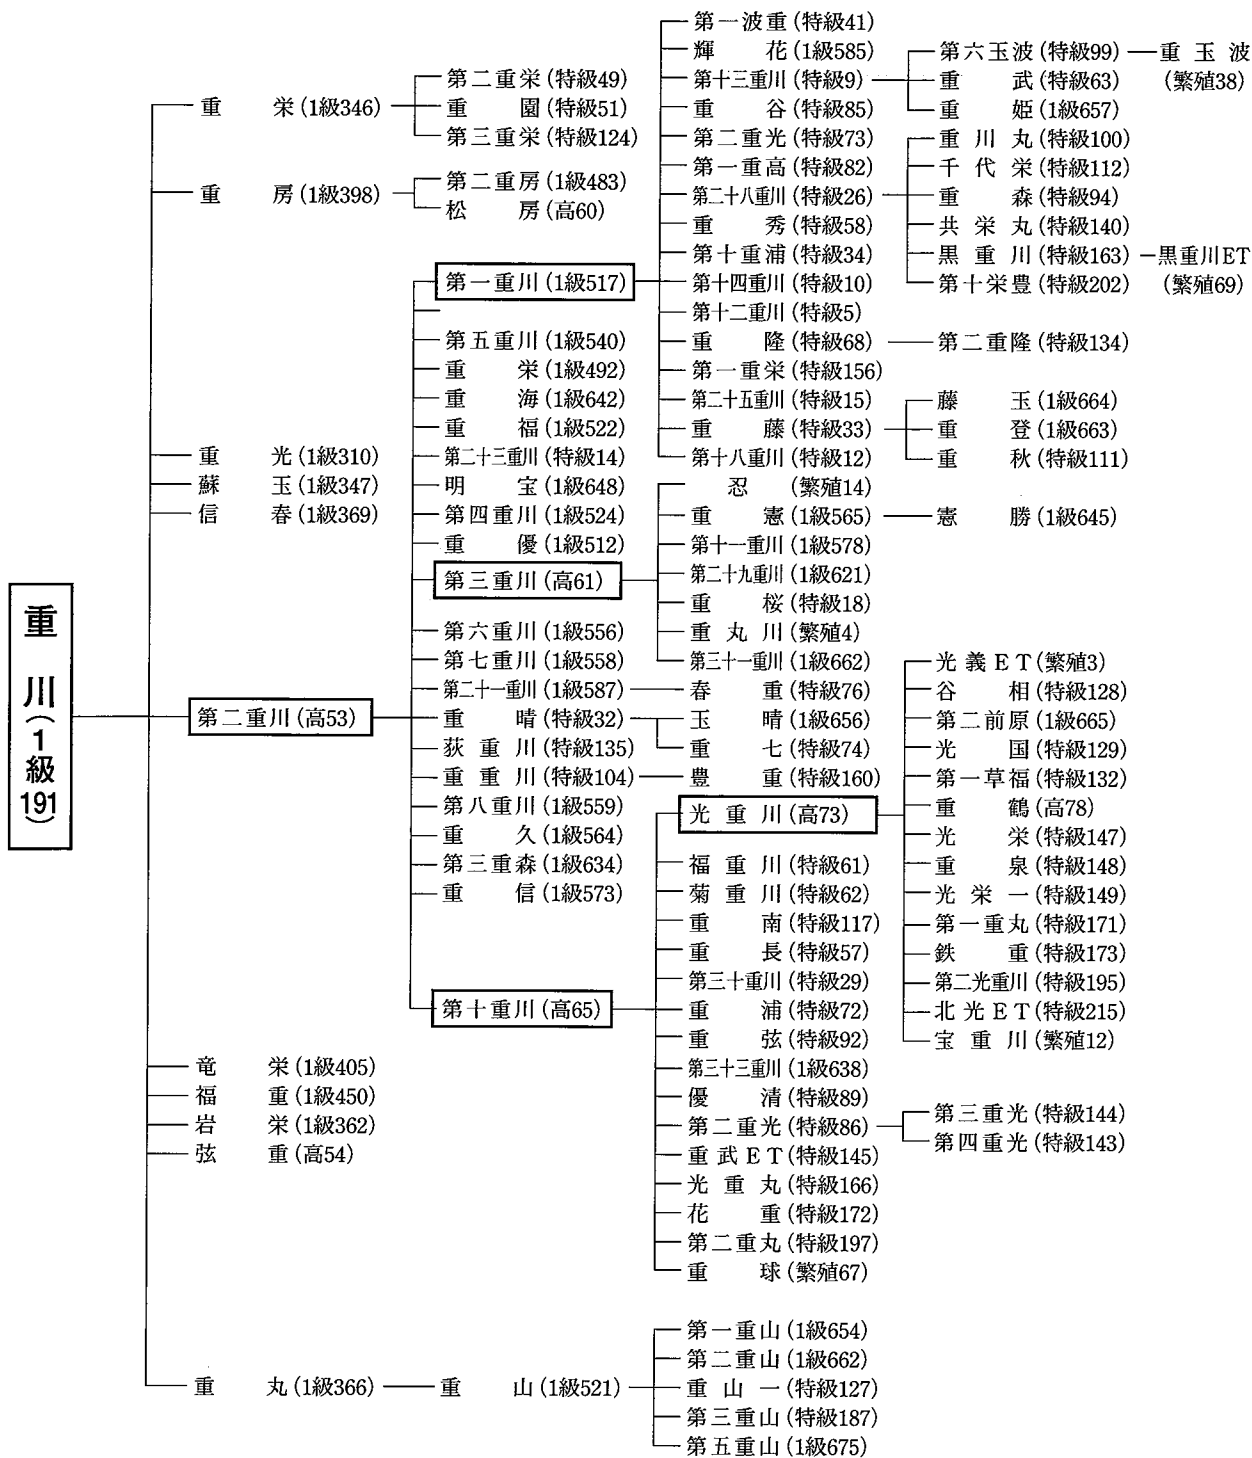 重川(1級191)
重栄(1級346)
第二重栄(特級49)
重園(特級51)
第三重栄(特級124)
重房(1級398)
第二重房(1級483)
松房(高60)
重光(1級310)
蘇玉(1級347)
信春(1級369)
第二重川(高53)
第一重川(1級517)
第一波重(特級41)
輝花(1級585)
第十三重川(特級9)
第六玉波(特級99)
重玉波
(繁殖38)
重武(特級63)
重姫(1級657)
重谷(特級85)
第二重光(特級73)
第一重高(特級82)
第二十八重川(特級26)
重川丸(特級100)
千代栄(特級112)
重森(特級94)
共栄丸(特級140)
黒重川(特級163)
黒重川ET
(繁殖69)
第十栄豊(特級202)
重秀(特級58)
第十重浦(特級34)
第十四重川(特級10)
第十二重川(特級5)
重隆(特級68)
第二重隆(特級134)
第一重栄(特級156)
第二十五重川(特級15)
重藤(特級33)
藤玉(1級664)
重登(1級663)
重秋(特級111)
第十八重川(特級12)
第五重川(1級540)
重栄(1級492)
重海(1級642)
重福(1級522)
第二十三重川(特級14)
明宝(1級648)
第四重川(1級524)
重優(1級512)
第三重川(高61)
忍(繁殖14)
重憲(1級565)
憲勝(1級645)
第十一重川(1級578)
第二十九重川(1級621)
重桜(特級18)
重丸川(繁殖4)
第三十一重川(1級662)
第六重川(1級556)
第七重川(1級558)
第二十一重川(1級587)
春重(特級76)
重晴(特級32)
玉晴(1級656)
重七(特級74)
荻重川(特級135)
重重川(特級104)
豊重(特級160)
第八重川(1級559)
重久(1級564)
第三重森(1級634)
重信(1級573)
第十重川(高65)
光重川(高73)
光義ET(繁殖3)
谷相(特級128)
第二前原(1級665)
光国(特級129)
第一草福(特級132)
重鶴(高78)
光栄(特級147)
重泉(特級148)
光栄一(特級149)
第一重丸(特級171)
鉄重(特級173)
第二光重川(特級195)
北光ET(特級215)
宝重川(繁殖12)
福重川(特級61)
菊重川(特級62)
重南(特級117)
重長(特級57)
第三十重川(特級29)
重浦(特級72)
重弦(特級92)
第三十三重川(1級638)
優清(特級89)
第二重光(特級86)
第三重光(特級144)
第四重光(特級143)
重武ET(特級145)
光重丸(特級166)
花重(特級172)
第二重丸(特級197)
重球(繁殖67)
竜栄(1級405)
福重(1級450)
岩栄(1級362)
弦重(高54)
重丸(1級366)
重山(1級521)
第一重山(1級654)
第二重山(1級662)
重山一(特級127)
第三重山(特級187)
第五重山(1級675)